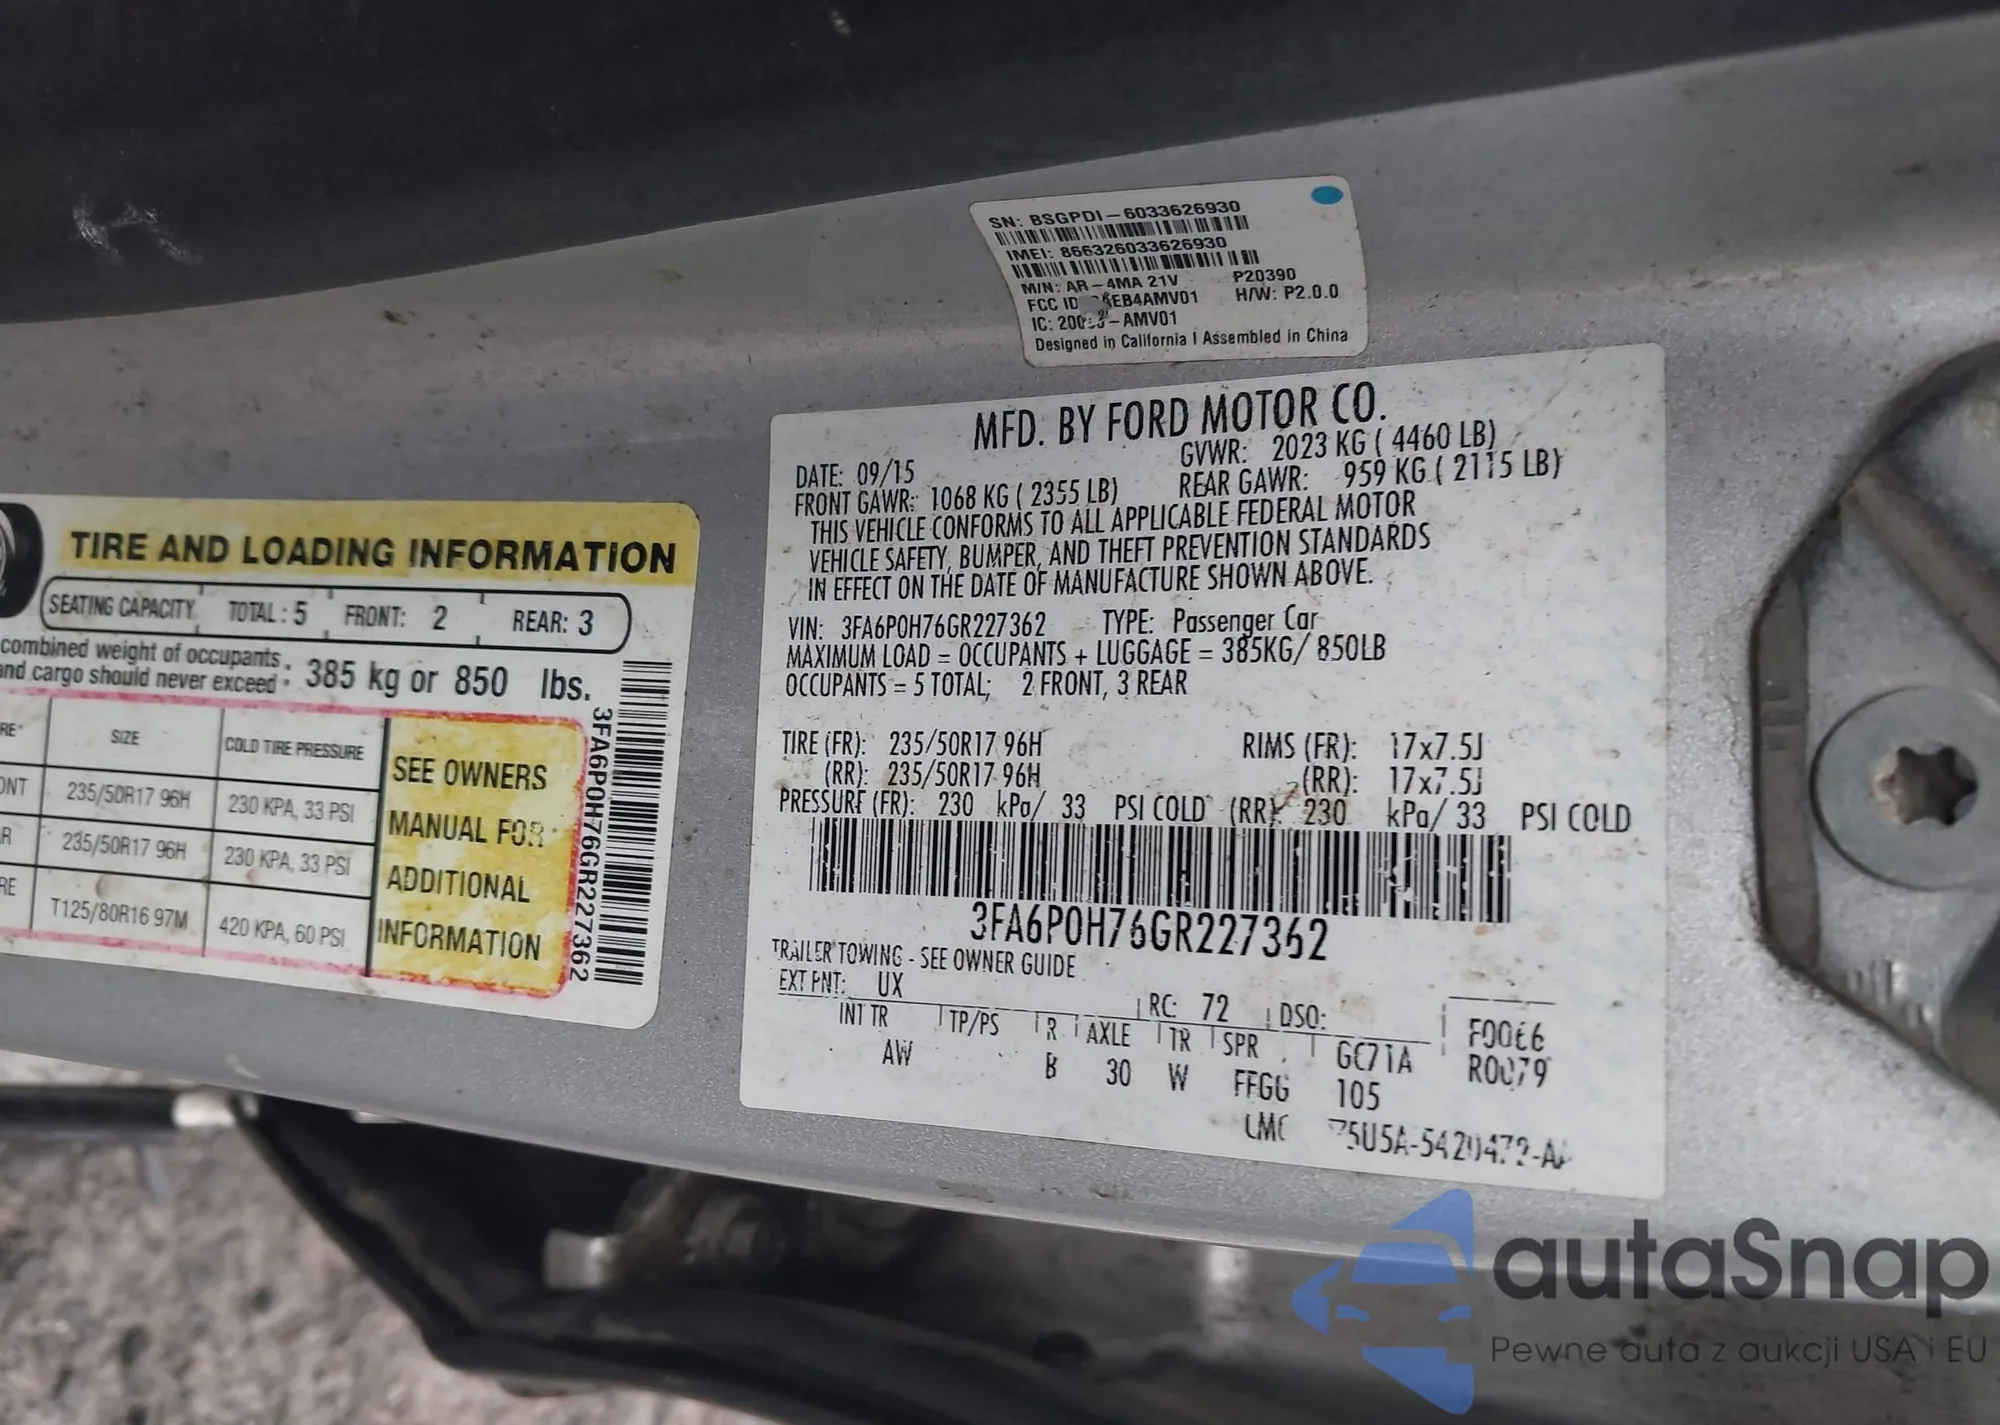 SN: BSGPDI-6033626930
IMEI: 866326033626930
M/N: AR-4MA 21V P20390
FCC ID EB4AMV01 H/W: P2.0.0
IC: -AMV01
Designed in California | Assembled in China
MFD. BY FORD MOTOR CO.
DATE: 09/15 GVWR: 2023 KG ( 4460 LB)
FRONT GAWR: 1068 KG ( 2355 LB) REAR GAWR: 959 KG ( 2115 LB)
THIS VEHICLE CONFORMS TO ALL APPLICABLE FEDERAL MOTOR
VEHICLE SAFETY, BUMPER, AND THEFT PREVENTION STANDARDS
IN EFFECT ON THE DATE OF MANUFACTURE SHOWN ABOVE.
VIN: 3FA6P0H76GR227362 TYPE: Passenger Car
MAXIMUM LOAD = OCCUPANTS + LUGGAGE = 385KG/ 850LB
OCCUPANTS = 5 TOTAL; 2 FRONT, 3 REAR
TIRE (FR): 235/50R17 96H RIMS (FR): 17x7.5J
(RR): 235/50R17 96H (RR): 17x7.5J
PRESSURE (FR): 230 kPa/ 33 PSI COLD (RR): 230 kPa/ 33 PSI COLD
3FA6P0H76GR227362
TRAILER TOWING - SEE OWNER GUIDE
EXT PNT: UX RC: 72 DSO:
INT TR TP/PS R AXLE TR SPR GC71A F0066
AW B 30 W FFGG 105 R0079
TIRE AND LOADING INFORMATION
SEATING CAPACITY TOTAL : 5 FRONT: 2 REAR: 3
combined weight of occupants
and cargo should never exceed : 385 kg or 850 lbs.
SIZE COLD TIRE PRESSURE
235/50R17 96H 230 KPA, 33 PSI
235/50R17 96H 230 KPA, 33 PSI
T125/80R16 97M 420 KPA, 60 PSI
SEE OWNERS
MANUAL FOR
ADDITIONAL
INFORMATION
3FA6P0H76GR227362
autaSnap
Pewne auta z aukcji USA i EU